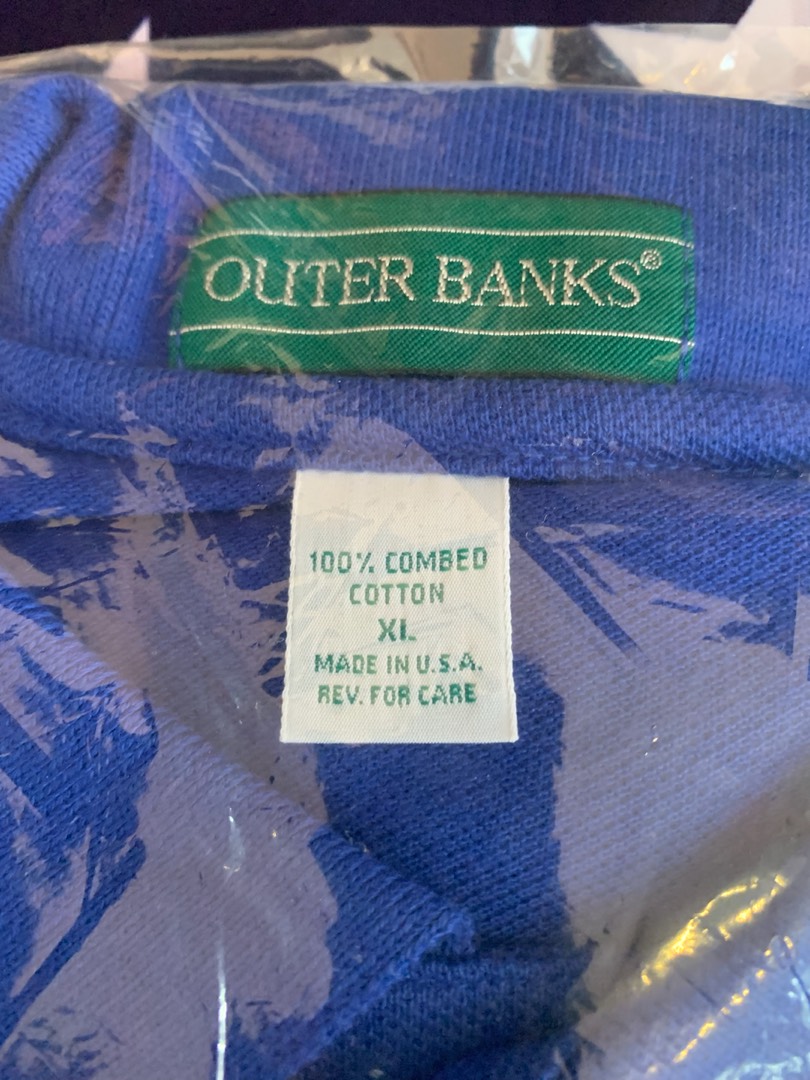 OUTER BANKS®
100% COMBED
COTTON
XL
MADE IN U.S.A.
REV. FOR CARE